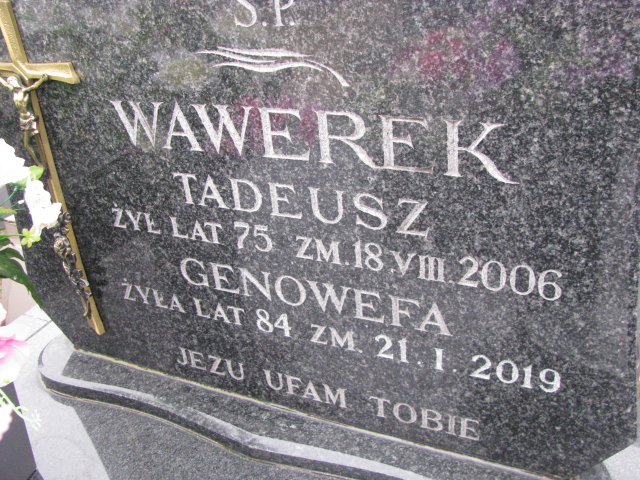 Ś.P.
WAWEREK
TADEUSZ
ŻYŁ LAT 75 ZM.18.VIII.2006
GENOWEFA
ŻYŁA LAT 84 ZM. 21.I.2019
JEZU UFAM TOBIE